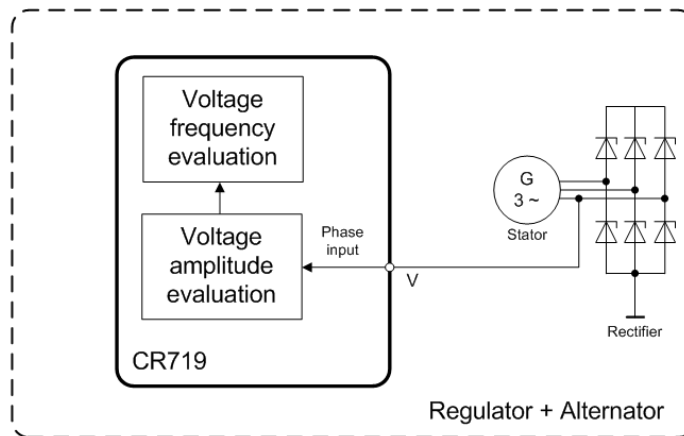 Voltage
frequency
evaluation
Voltage
amplitude
evaluation
Phase
input
V
CR719
G
3 ~
Stator
Rectifier
Regulator + Alternator